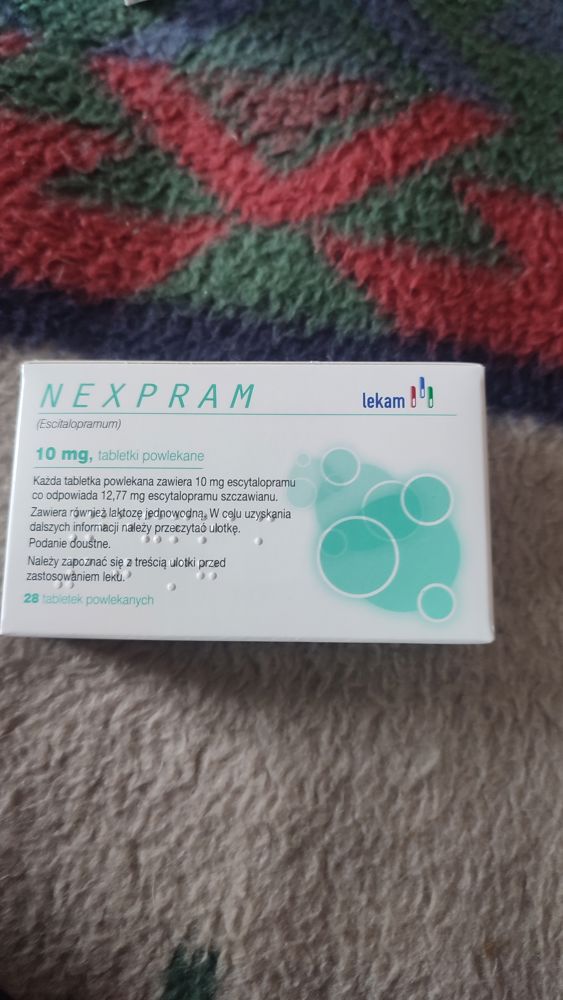 NEXPRAM
lekam
(Escitalopramum)
10 mg, tabletki powlekane
Każda tabletka powlekana zawiera 10 mg escytalopramu
co odpowiada 12,77 mg escytalopramu szczawianu.
Zawiera również laktozę jednowodną. W celu uzyskania
dalszych informacji należy przeczytać ulotkę.
Podanie doustne.
Należy zapoznać się z treścią ulotki przed
zastosowaniem leku.
28 tabletek powlekanych